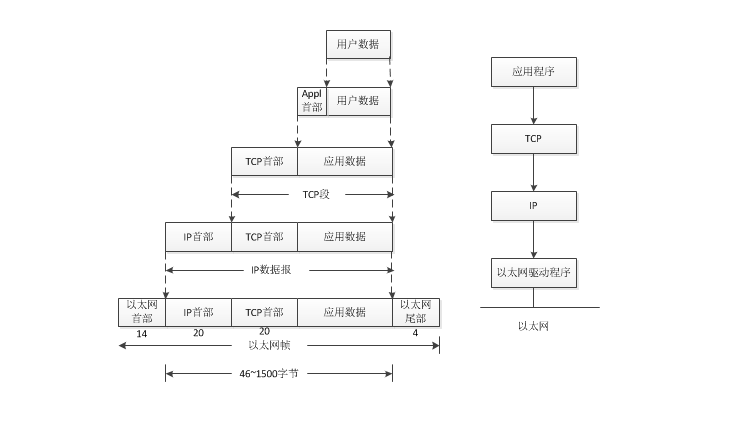 用户数据
Appl
首部
用户数据
TCP首部
应用数据
TCP段
IP首部
TCP首部
应用数据
IP数据报
以太网
首部
IP首部
TCP首部
应用数据
以太网
尾部
14
20
20
4
以太网帧
46~1500字节
应用程序
TCP
IP
以太网驱动程序
以太网